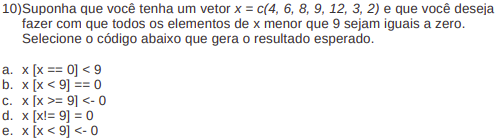 10)Suponha que você tenha um vetor x = c(4, 6, 8, 9, 12, 3, 2) e que você deseja
fazer com que todos os elementos de x menor que 9 sejam iguais a zero.
Selecione o código abaixo que gera o resultado esperado.
a. x [x == 0] < 9
b. x [x < 9] == 0
c. x [x >= 9] <- 0
d. x [x!= 9] = 0
e. x [x < 9] <- 0